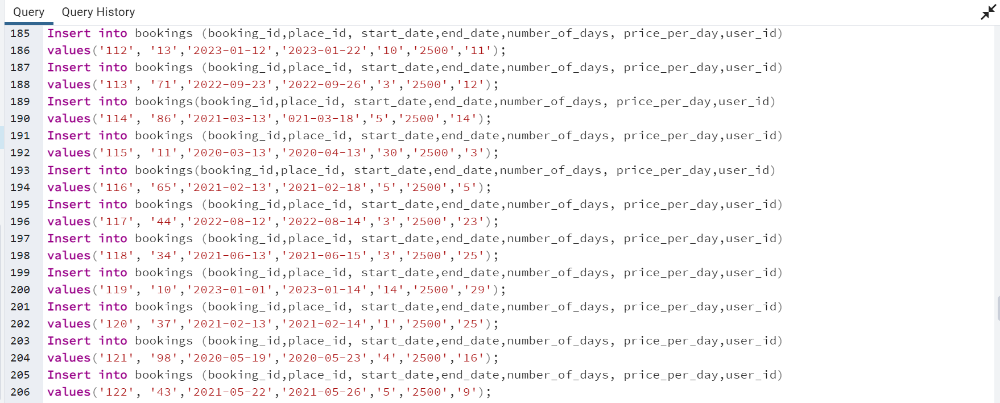 Query Query History
185 Insert into bookings (booking_id,place_id, start_date,end_date,number_of_days, price_per_day,user_id)
186 values('112', '13','2023-01-12','2023-01-22','10','2500','11');
187 Insert into bookings (booking_id,place_id, start_date,end_date,number_of_days, price_per_day,user_id)
188 values('113', '71','2022-09-23','2022-09-26','3','2500','12');
189 Insert into bookings(booking_id,place_id, start_date,end_date,number_of_days, price_per_day,user_id)
190 values('114', '86','2021-03-13','021-03-18','5','2500','14');
191 Insert into bookings (booking_id,place_id, start_date,end_date,number_of_days, price_per_day,user_id)
192 values('115', '11','2020-03-13','2020-04-13','30','2500','3');
193 Insert into bookings(booking_id,place_id, start_date,end_date,number_of_days, price_per_day,user_id)
194 values('116', '65','2021-02-13','2021-02-18','5','2500','5');
195 Insert into bookings (booking_id,place_id, start_date,end_date,number_of_days, price_per_day,user_id)
196 values('117', '44','2022-08-12','2022-08-14','3','2500','23');
197 Insert into bookings (booking_id,place_id, start_date,end_date,number_of_days, price_per_day,user_id)
198 values('118', '34','2021-06-13','2021-06-15','3','2500','25');
199 Insert into bookings (booking_id,place_id, start_date,end_date,number_of_days, price_per_day,user_id)
200 values('119', '10','2023-01-01','2023-01-14','14','2500','29');
201 Insert into bookings (booking_id,place_id, start_date,end_date,number_of_days, price_per_day,user_id)
202 values('120', '37','2021-02-13','2021-02-14','1','2500','25');
203 Insert into bookings (booking_id,place_id, start_date,end_date,number_of_days, price_per_day,user_id)
204 values('121', '98','2020-05-19','2020-05-23','4','2500','16');
205 Insert into bookings (booking_id,place_id, start_date,end_date,number_of_days, price_per_day,user_id)
206 values('122', '43','2021-05-22','2021-05-26','5','2500','9');